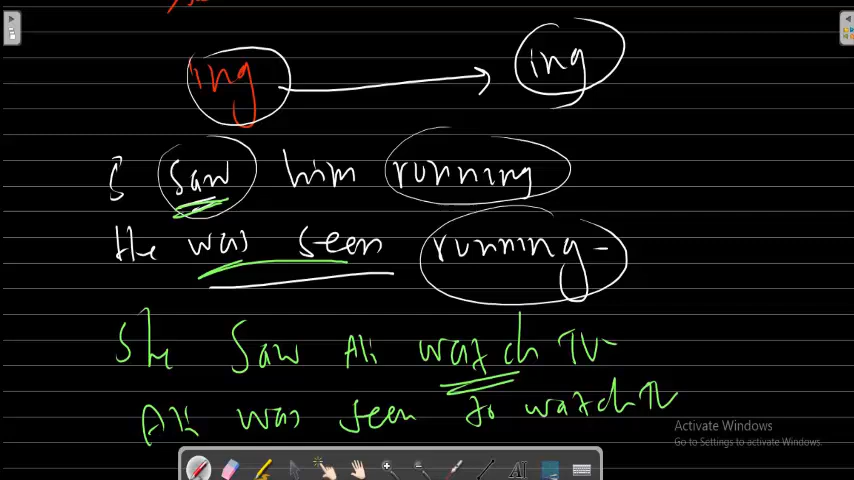 ing ing
I saw him running
He was seen running-
She Saw Ali watch TV
Ali was seen to watch TV
Activate Windows
Go to Settings to activate Windows.
AI